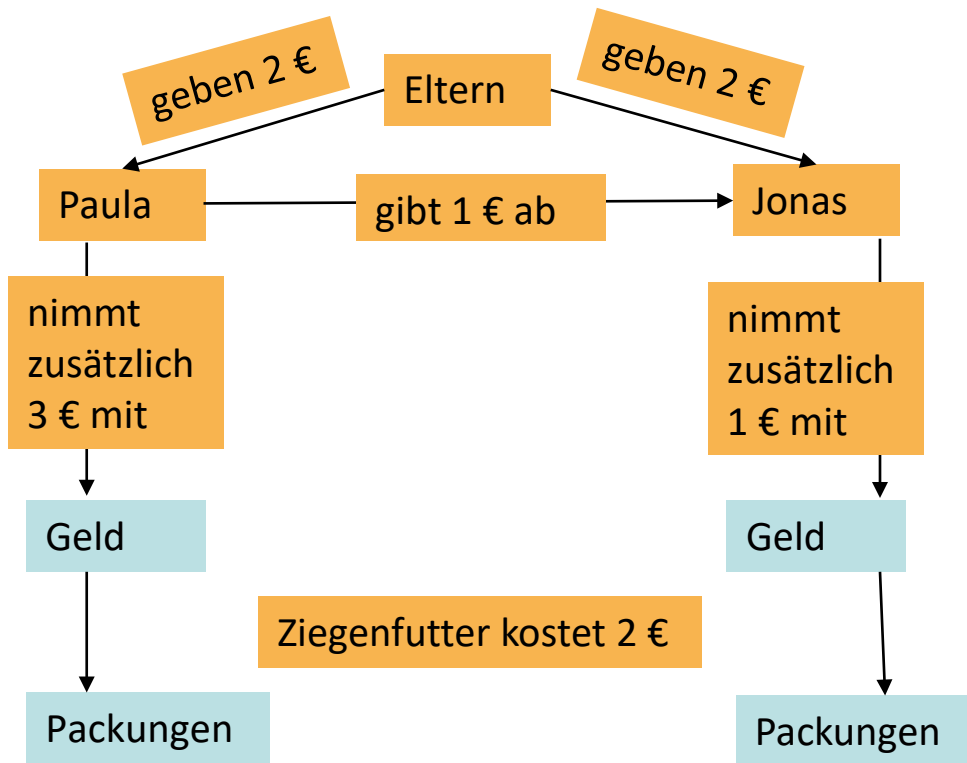 geben 2 €
Eltern
geben 2 €
Paula
gibt 1 € ab
Jonas
nimmt
zusätzlich
3 € mit
nimmt
zusätzlich
1 € mit
Geld
Geld
Ziegenfutter kostet 2 €
Packungen
Packungen